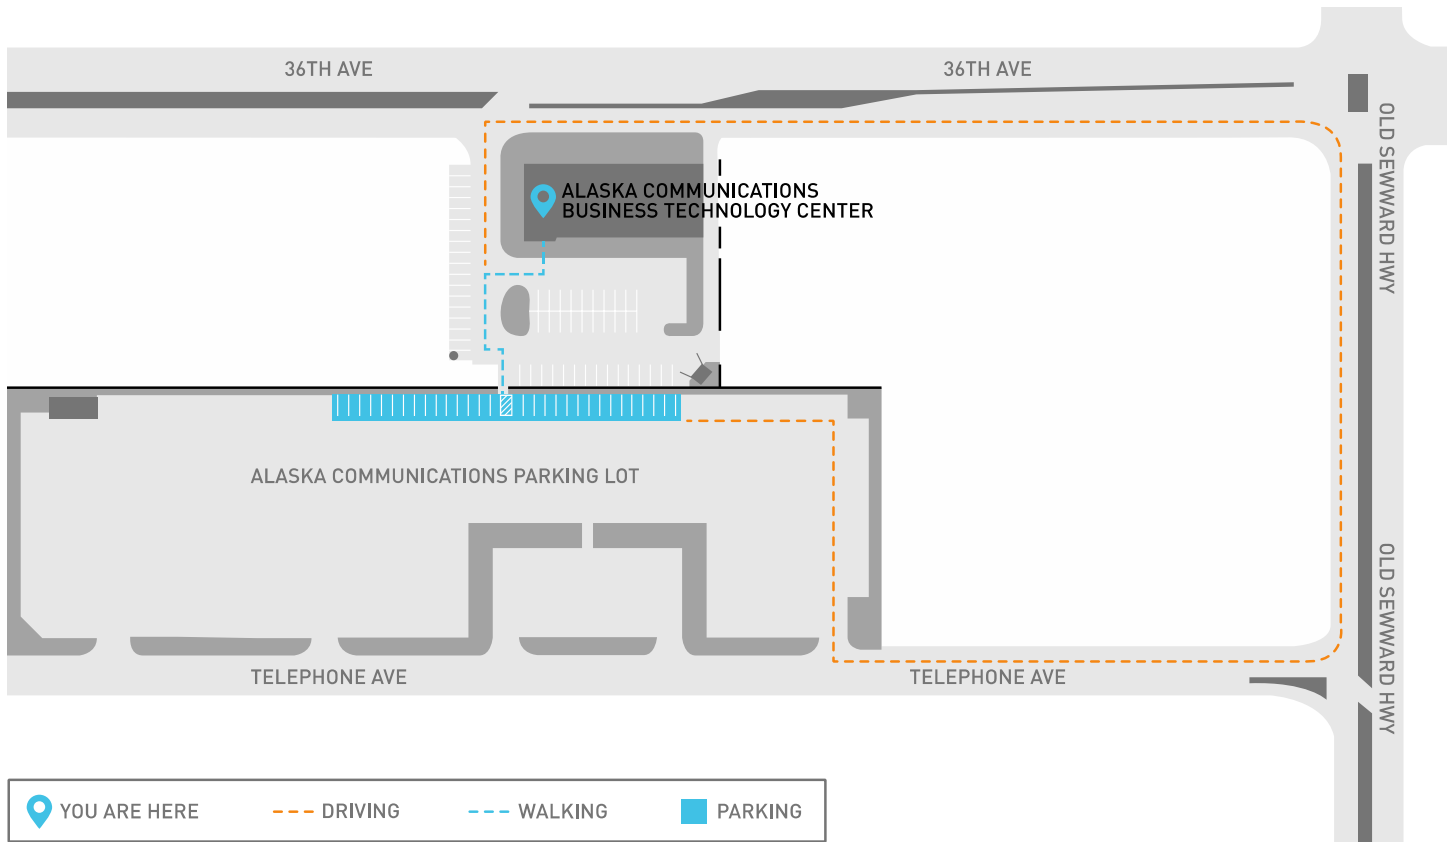 36TH AVE
36TH AVE
OLD SEWWARD HWY
ALASKA COMMUNICATIONS
BUSINESS TECHNOLOGY CENTER
ALASKA COMMUNICATIONS PARKING LOT
OLD SEWWARD HWY
TELEPHONE AVE
TELEPHONE AVE
YOU ARE HERE
DRIVING
WALKING
PARKING